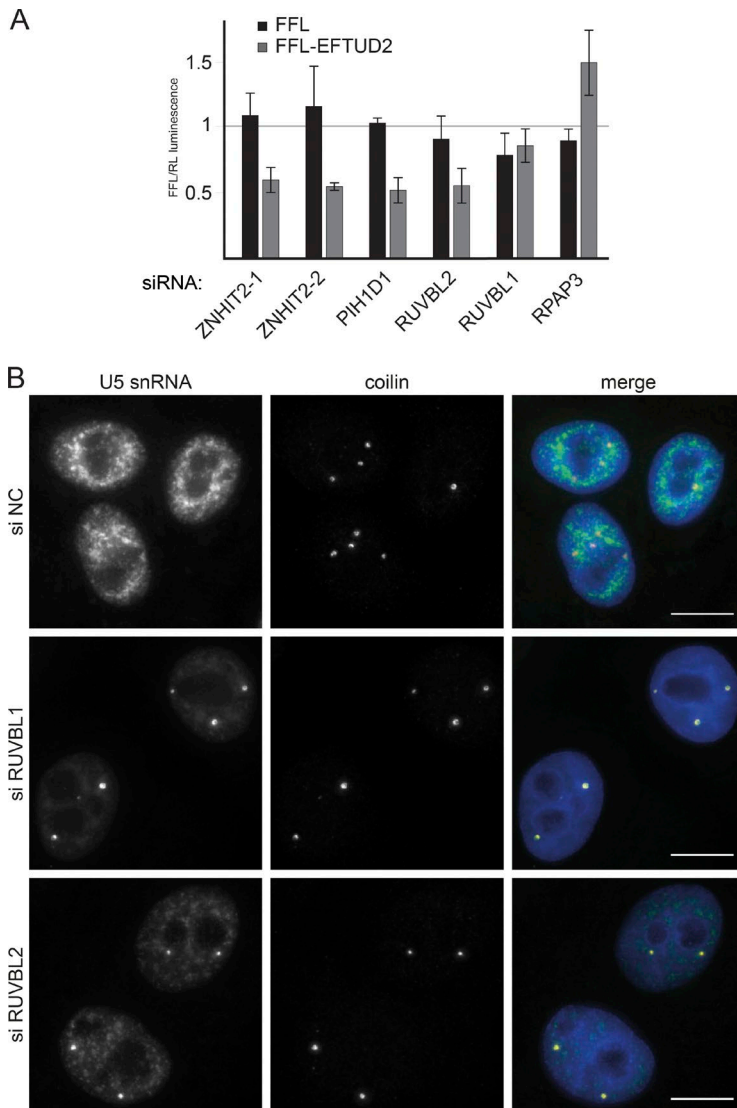 A
FFL
FFL-EFTUD2
FFL/RL luminescence
1.5
1
0.5
siRNA:
ZNHIT2-1
ZNHIT2-2
PIH1D1
RUVBL2
RUVBL1
RPAP3
B
U5 snRNA
coilin
merge
si NC
si RUVBL1
si RUVBL2